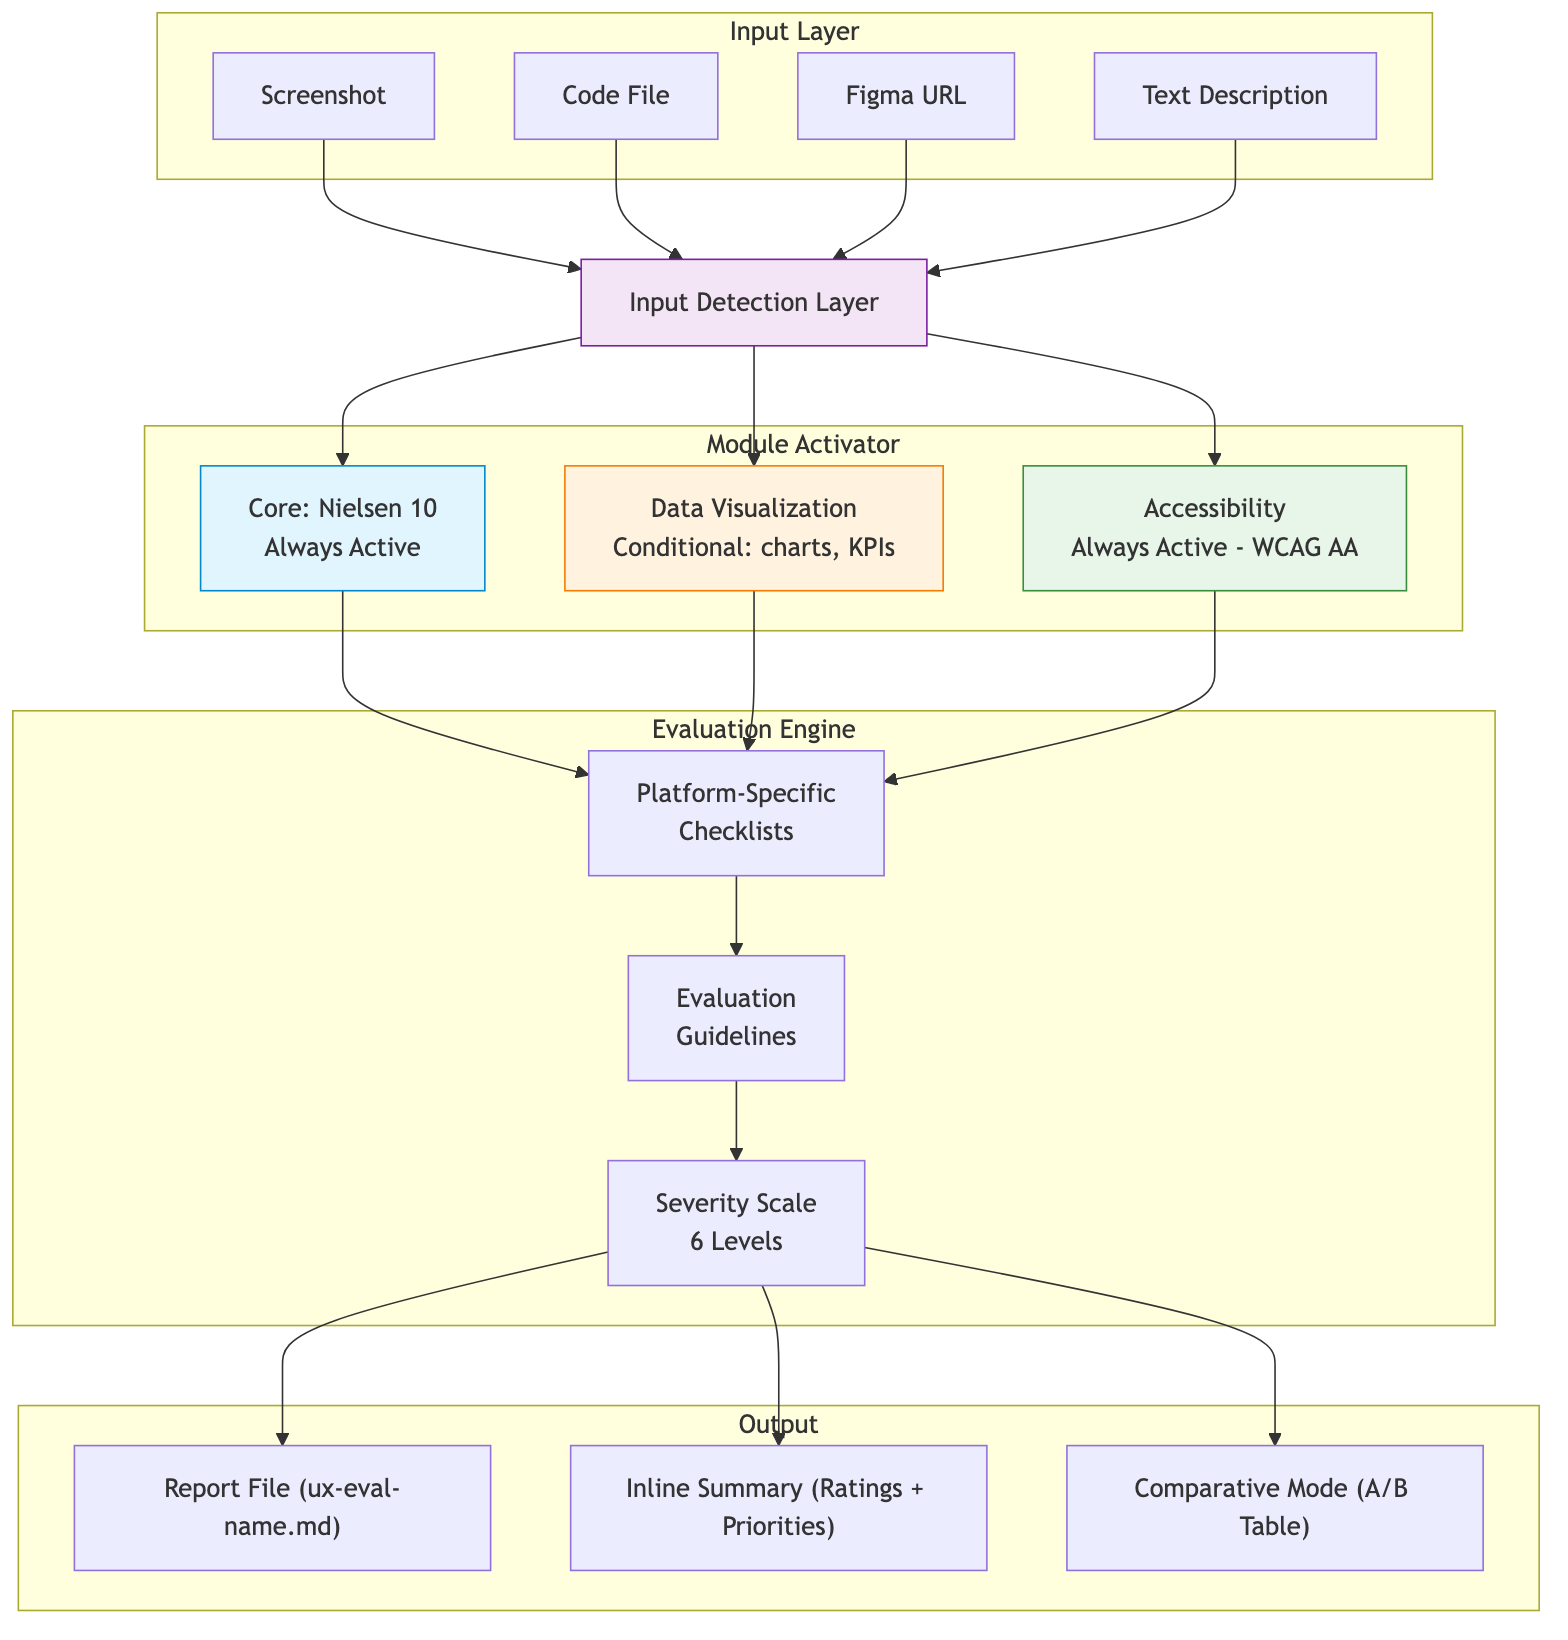 Input Layer
Screenshot
Code File
Figma URL
Text Description
Input Detection Layer
Module Activator
Core: Nielsen 10
Always Active
Data Visualization
Conditional: charts, KPIs
Accessibility
Always Active - WCAG AA
Evaluation Engine
Platform-Specific
Checklists
Evaluation
Guidelines
Severity Scale
6 Levels
Output
Report File (ux-eval-
name.md)
Inline Summary (Ratings +
Priorities)
Comparative Mode (A/B
Table)